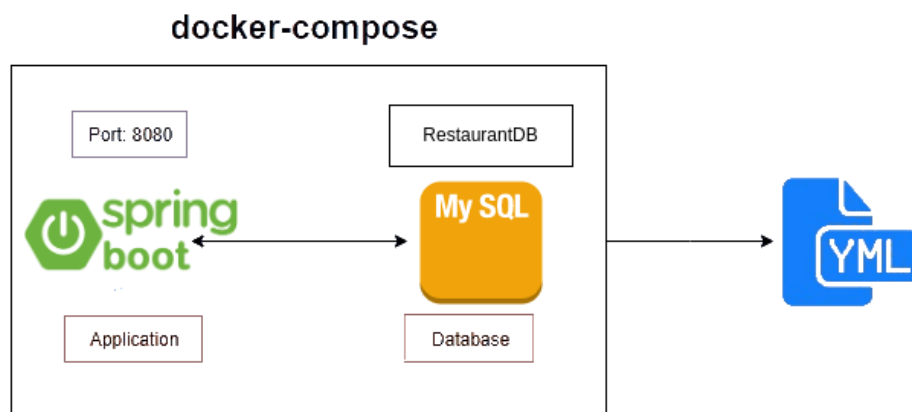 docker-compose
Port: 8080
RestaurantDB
spring
boot
My SQL
YML
Application
Database